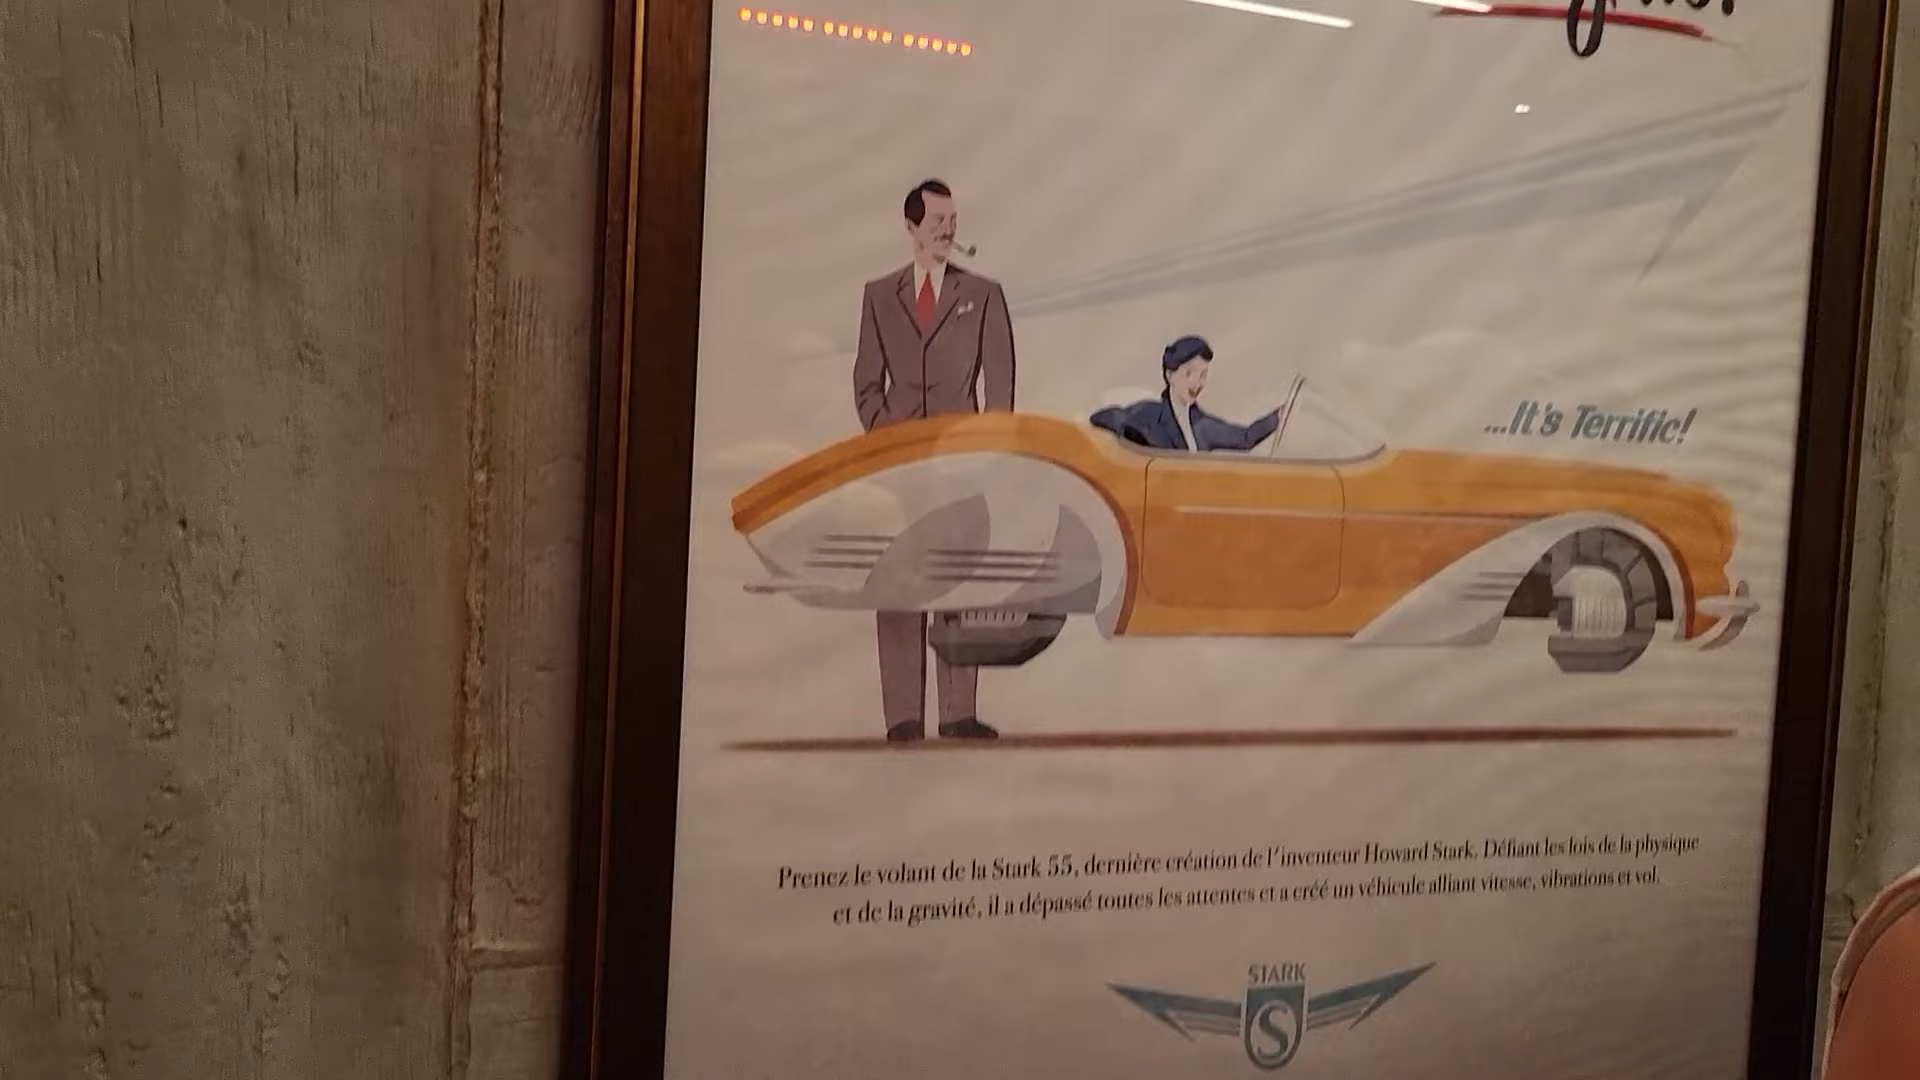 ...It's Terrific!
Prenez le volant de la Stark 55, dernière création de l'inventeur Howard Stark. Défiant les lois de la physique
et de la gravité, il a dépassé toutes les attentes et a créé un véhicule alliant vitesse, vibrations et vol.
STARK
S